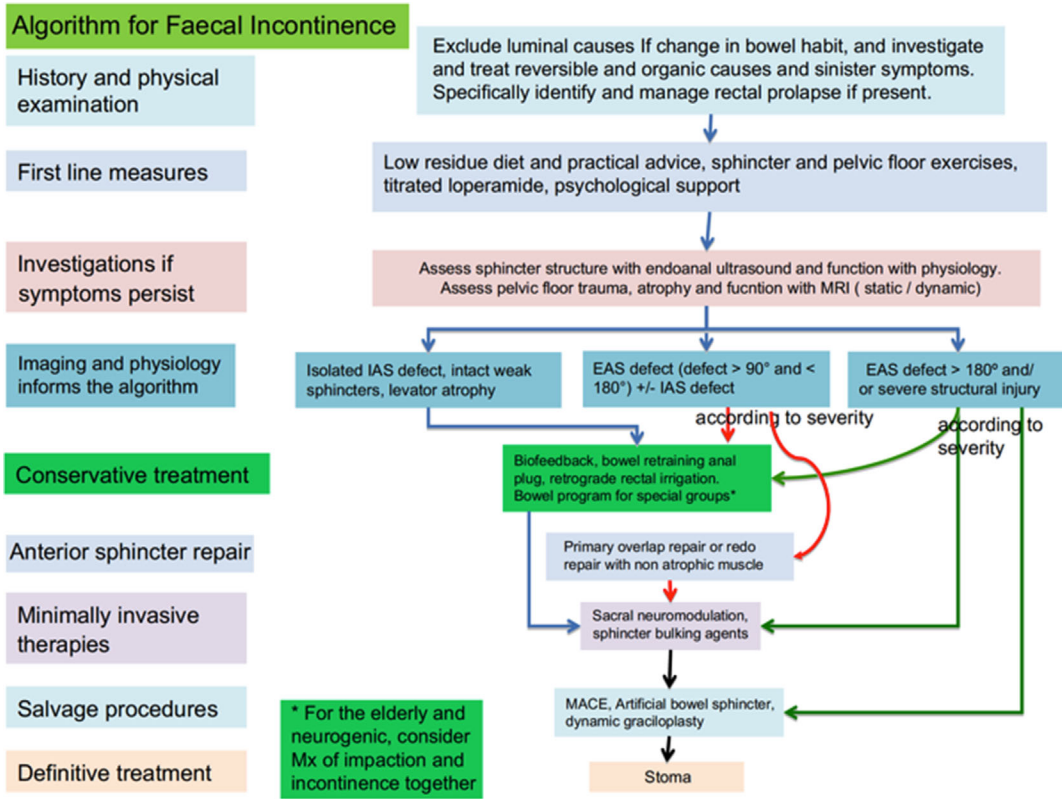 Algorithm for Faecal Incontinence
History and physical
examination
Exclude luminal causes If change in bowel habit, and investigate
and treat reversible and organic causes and sinister symptoms.
Specifically identify and manage rectal prolapse if present.
First line measures
Low residue diet and practical advice, sphincter and pelvic floor exercises,
titrated loperamide, psychological support
Investigations if
symptoms persist
Assess sphincter structure with endoanal ultrasound and function with physiology.
Assess pelvic floor trauma, atrophy and fucntion with MRI ( static / dynamic)
Imaging and physiology
informs the algorithm
Isolated IAS defect, intact weak
sphincters, levator atrophy
EAS defect (defect > 90° and <
180°) +/- IAS defect
EAS defect > 180º and/
or severe structural injury
according to severity
according to
severity
Conservative treatment
Biofeedback, bowel retraining anal
plug, retrograde rectal irrigation.
Bowel program for special groups*
Anterior sphincter repair
Primary overlap repair or redo
repair with non atrophic muscle
Minimally invasive
therapies
Sacral neuromodulation,
sphincter bulking agents
Salvage procedures
MACE, Artificial bowel sphincter,
dynamic graciloplasty
* For the elderly and
neurogenic, consider
Mx of impaction and
incontinence together
Definitive treatment
Stoma